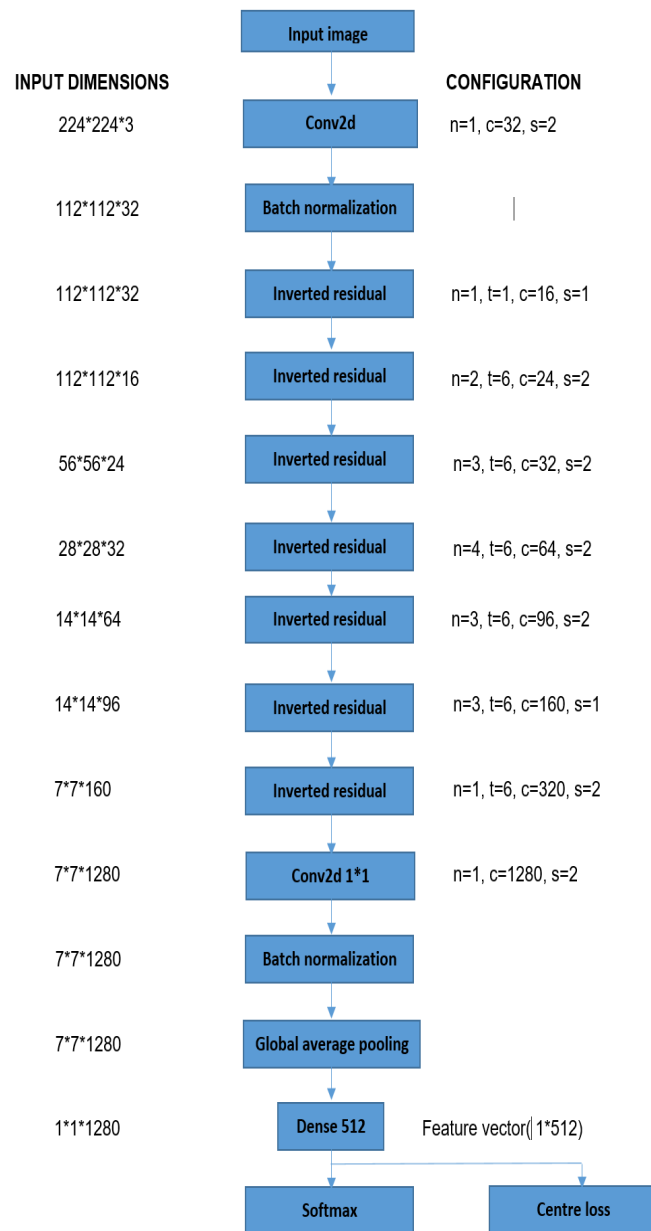 Input image
INPUT DIMENSIONS CONFIGURATION
224*224*3 Conv2d n=1, c=32, s=2
112*112*32 Batch normalization |
112*112*32 Inverted residual n=1, t=1, c=16, s=1
112*112*16 Inverted residual n=2, t=6, c=24, s=2
56*56*24 Inverted residual n=3, t=6, c=32, s=2
28*28*32 Inverted residual n=4, t=6, c=64, s=2
14*14*64 Inverted residual n=3, t=6, c=96, s=2
14*14*96 Inverted residual n=3, t=6, c=160, s=1
7*7*160 Inverted residual n=1, t=6, c=320, s=2
7*7*1280 Conv2d 1*1 n=1, c=1280, s=2
7*7*1280 Batch normalization
7*7*1280 Global average pooling
1*1*1280 Dense 512 Feature vector( 1*512)
Softmax Centre loss